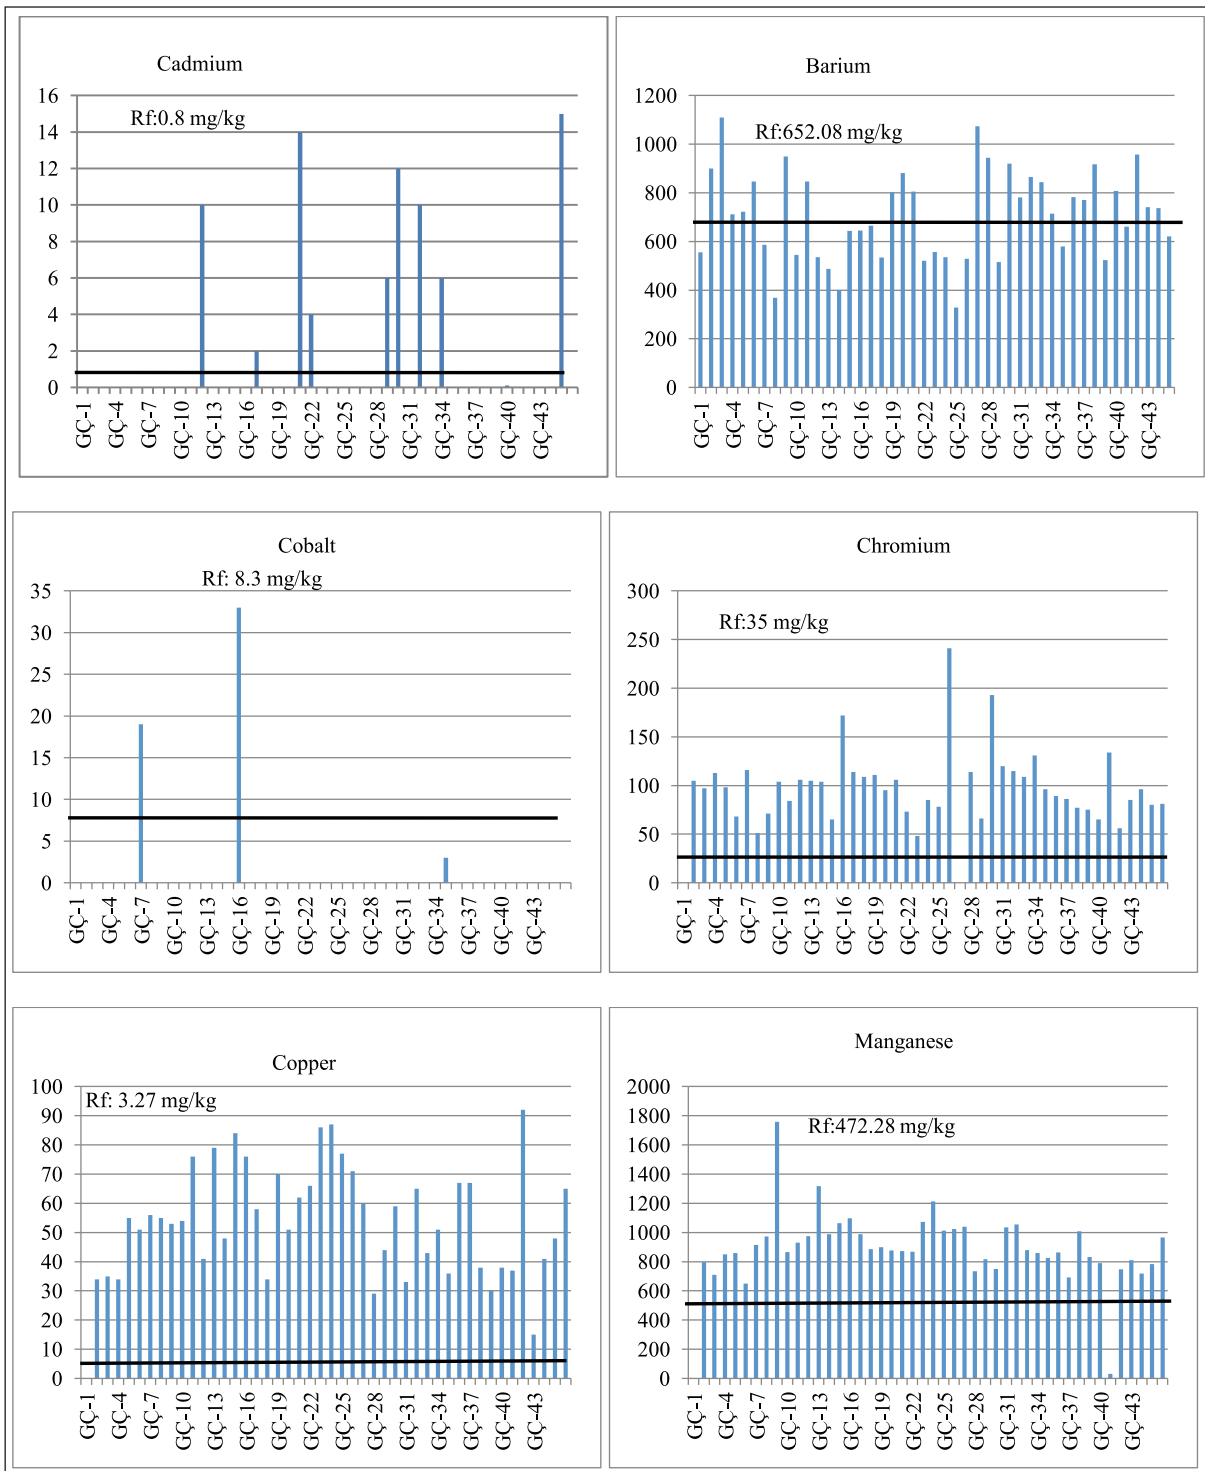 Cadmium
Rf:0.8 mg/kg
16
14
12
10
8
6
4
2
0
GÇ-1
GÇ-4
GÇ-7
GÇ-10
GÇ-13
GÇ-16
GÇ-19
GÇ-22
GÇ-25
GÇ-28
GÇ-31
GÇ-34
GÇ-37
GÇ-40
GÇ-43
Barium
Rf:652.08 mg/kg
1200
1000
800
600
400
200
0
GÇ-1
GÇ-4
GÇ-7
GÇ-10
GÇ-13
GÇ-16
GÇ-19
GÇ-22
GÇ-25
GÇ-28
GÇ-31
GÇ-34
GÇ-37
GÇ-40
GÇ-43
Cobalt
Rf: 8.3 mg/kg
35
30
25
20
15
10
5
0
GÇ-1
GÇ-4
GÇ-7
GÇ-10
GÇ-13
GÇ-16
GÇ-19
GÇ-22
GÇ-25
GÇ-28
GÇ-31
GÇ-34
GÇ-37
GÇ-40
GÇ-43
Chromium
Rf:35 mg/kg
300
250
200
150
100
50
0
GÇ-1
GÇ-4
GÇ-7
GÇ-10
GÇ-13
GÇ-16
GÇ-19
GÇ-22
GÇ-25
GÇ-28
GÇ-31
GÇ-34
GÇ-37
GÇ-40
GÇ-43
Copper
Rf: 3.27 mg/kg
100
90
80
70
60
50
40
30
20
10
0
GÇ-1
GÇ-4
GÇ-7
GÇ-10
GÇ-13
GÇ-16
GÇ-19
GÇ-22
GÇ-25
GÇ-28
GÇ-31
GÇ-34
GÇ-37
GÇ-40
GÇ-43
Manganese
Rf:472.28 mg/kg
2000
1800
1600
1400
1200
1000
800
600
400
200
0
GÇ-1
GÇ-4
GÇ-7
GÇ-10
GÇ-13
GÇ-16
GÇ-19
GÇ-22
GÇ-25
GÇ-28
GÇ-31
GÇ-34
GÇ-37
GÇ-40
GÇ-43